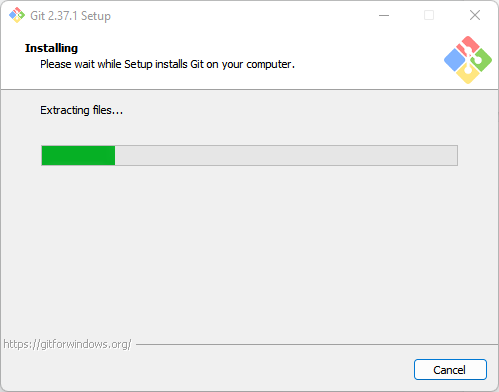 Git 2.37.1 Setup
Installing
Please wait while Setup installs Git on your computer.
Extracting files...
https://gitforwindows.org/
Cancel